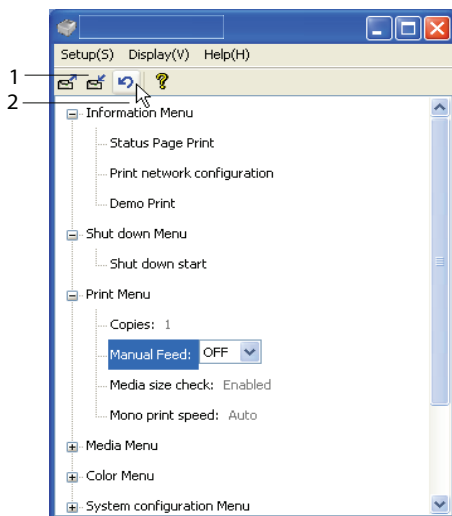 Setup(S) Display(V) Help(H)
1
2
Information Menu
Status Page Print
Print network configuration
Demo Print
Shut down Menu
Shut down start
Print Menu
Copies: 1
Manual Feed: OFF
Media size check: Enabled
Mono print speed: Auto
Media Menu
Color Menu
System configuration Menu